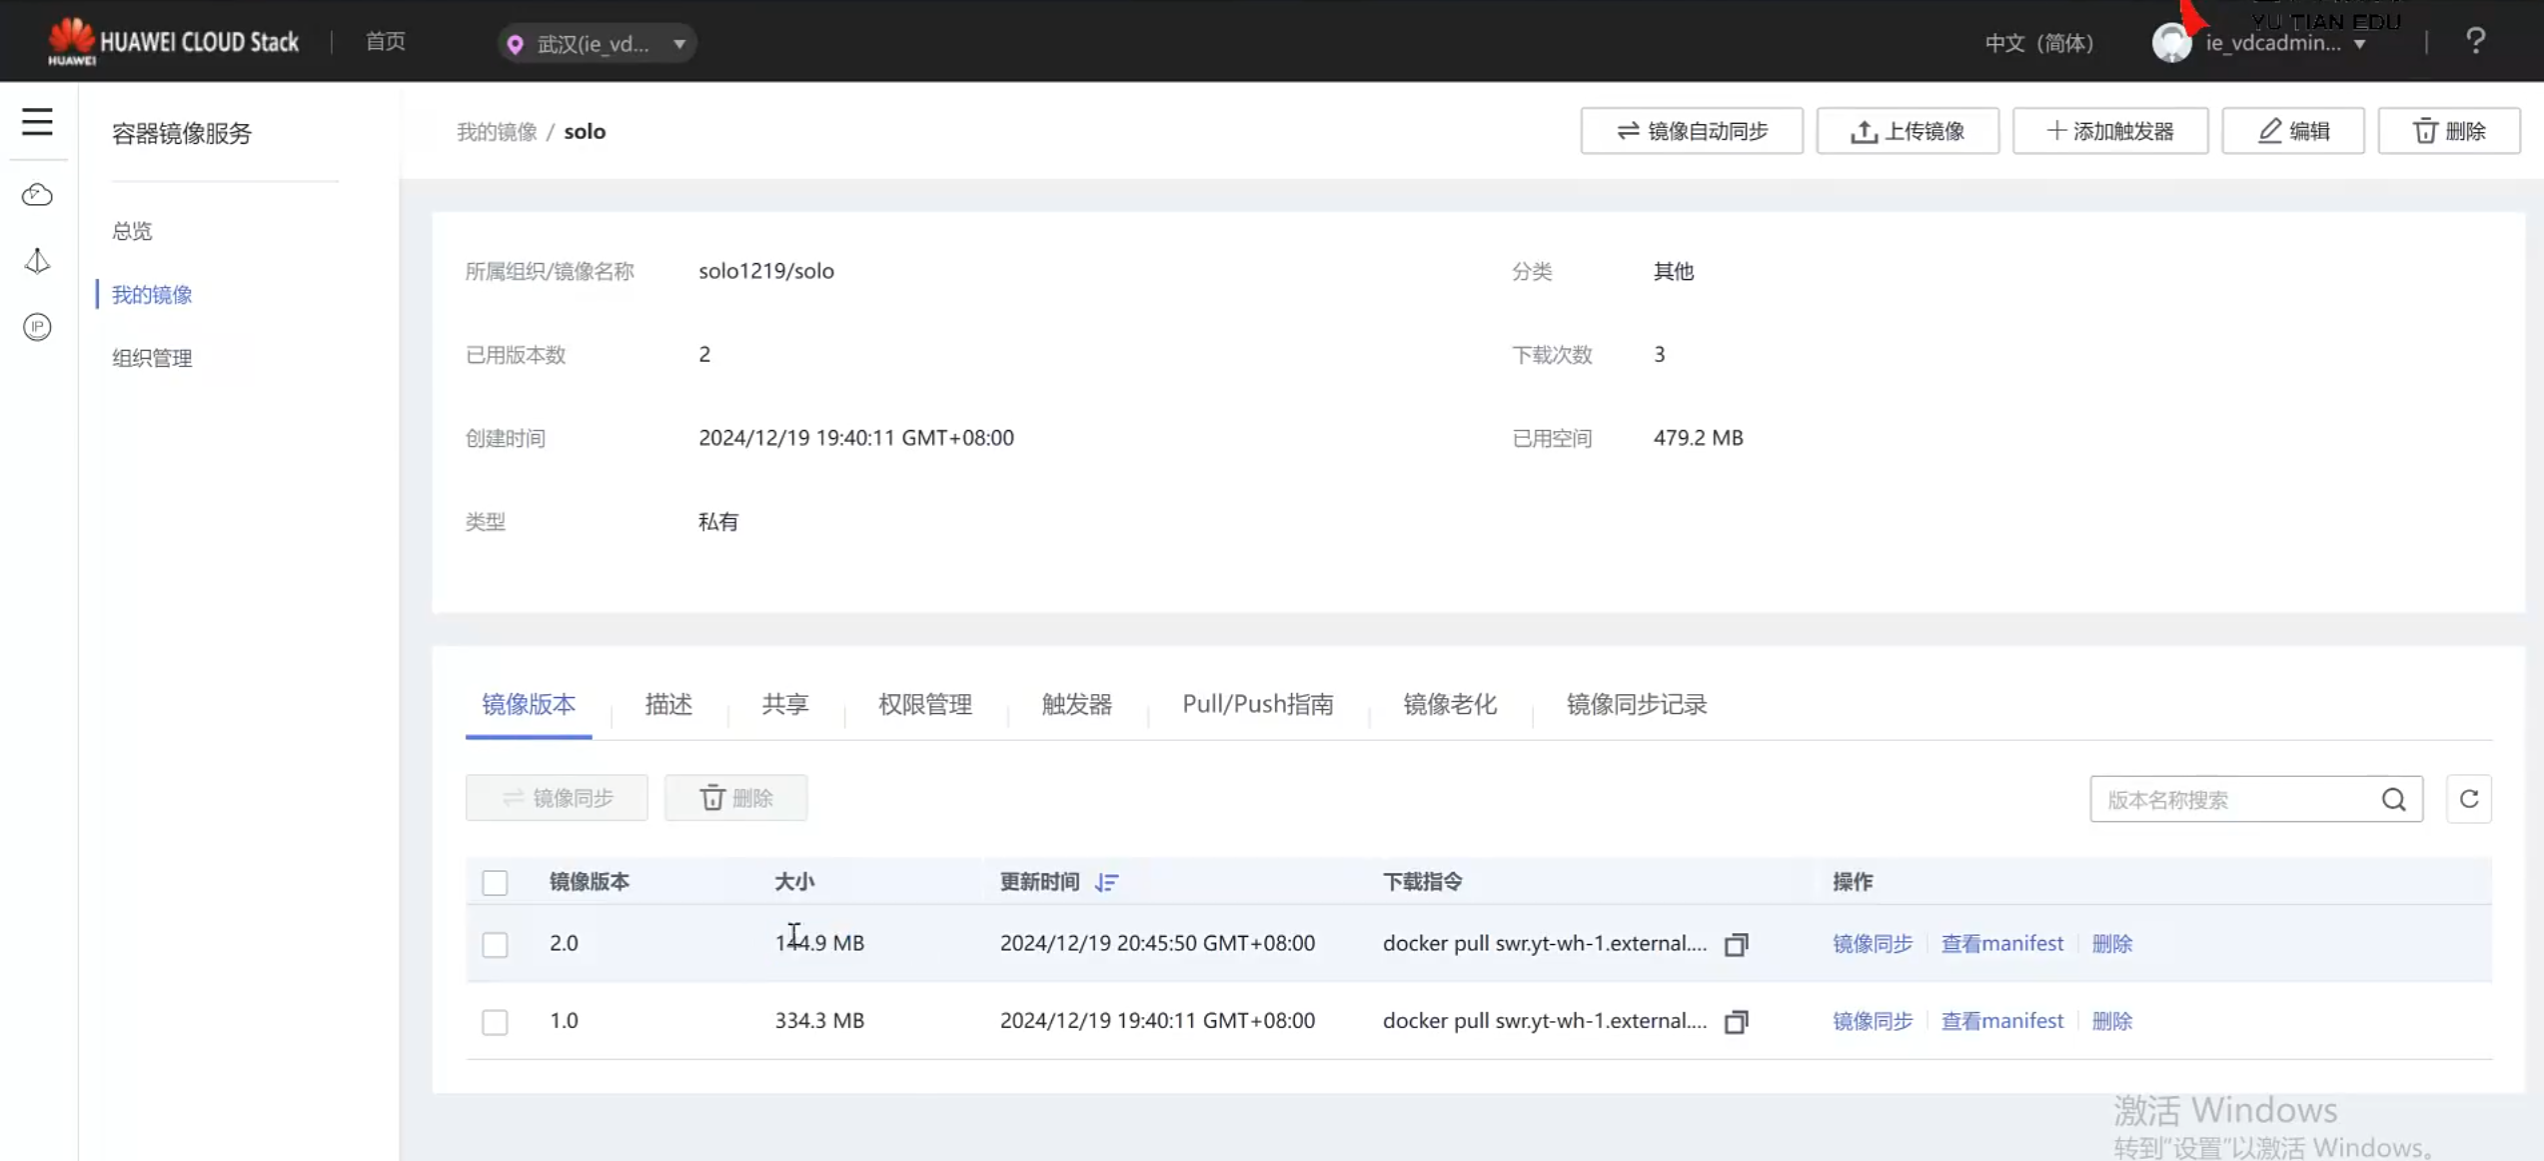 YU TIAN EDU
HUAWEI
HUAWEI CLOUD Stack
首页
武汉(ie_vd...
中文（简体）
ie_vdcadmin...
?
容器镜像服务
总览
我的镜像
组织管理
IP
我的镜像 / solo
镜像自动同步
上传镜像
添加触发器
编辑
删除
所属组织/镜像名称 solo1219/solo 分类 其他
已用版本数 2 下载次数 3
创建时间 2024/12/19 19:40:11 GMT+08:00 已用空间 479.2 MB
类型 私有
镜像版本 描述 共享 权限管理 触发器 Pull/Push指南 镜像老化 镜像同步记录
镜像同步 删除 版本名称搜索
镜像版本 大小 更新时间 下载指令 操作
2.0 144.9 MB 2024/12/19 20:45:50 GMT+08:00 docker pull swr.yt-wh-1.external.... 镜像同步 查看manifest 删除
1.0 334.3 MB 2024/12/19 19:40:11 GMT+08:00 docker pull swr.yt-wh-1.external.... 镜像同步 查看manifest 删除
激活 Windows
转到"设置"以激活 Windows。